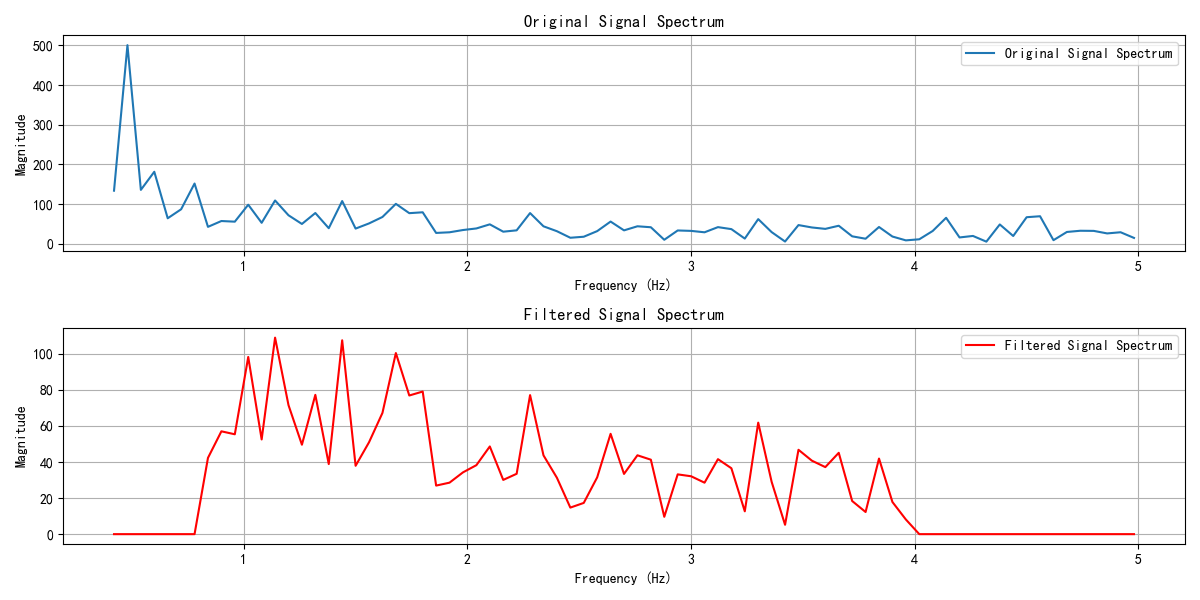 Original Signal Spectrum
500
400
300
200
100
0
Magnitude
Original Signal Spectrum
1 2 3 4 5
Frequency (Hz)
Filtered Signal Spectrum
100
80
60
40
20
0
Magnitude
Filtered Signal Spectrum
1 2 3 4 5
Frequency (Hz)